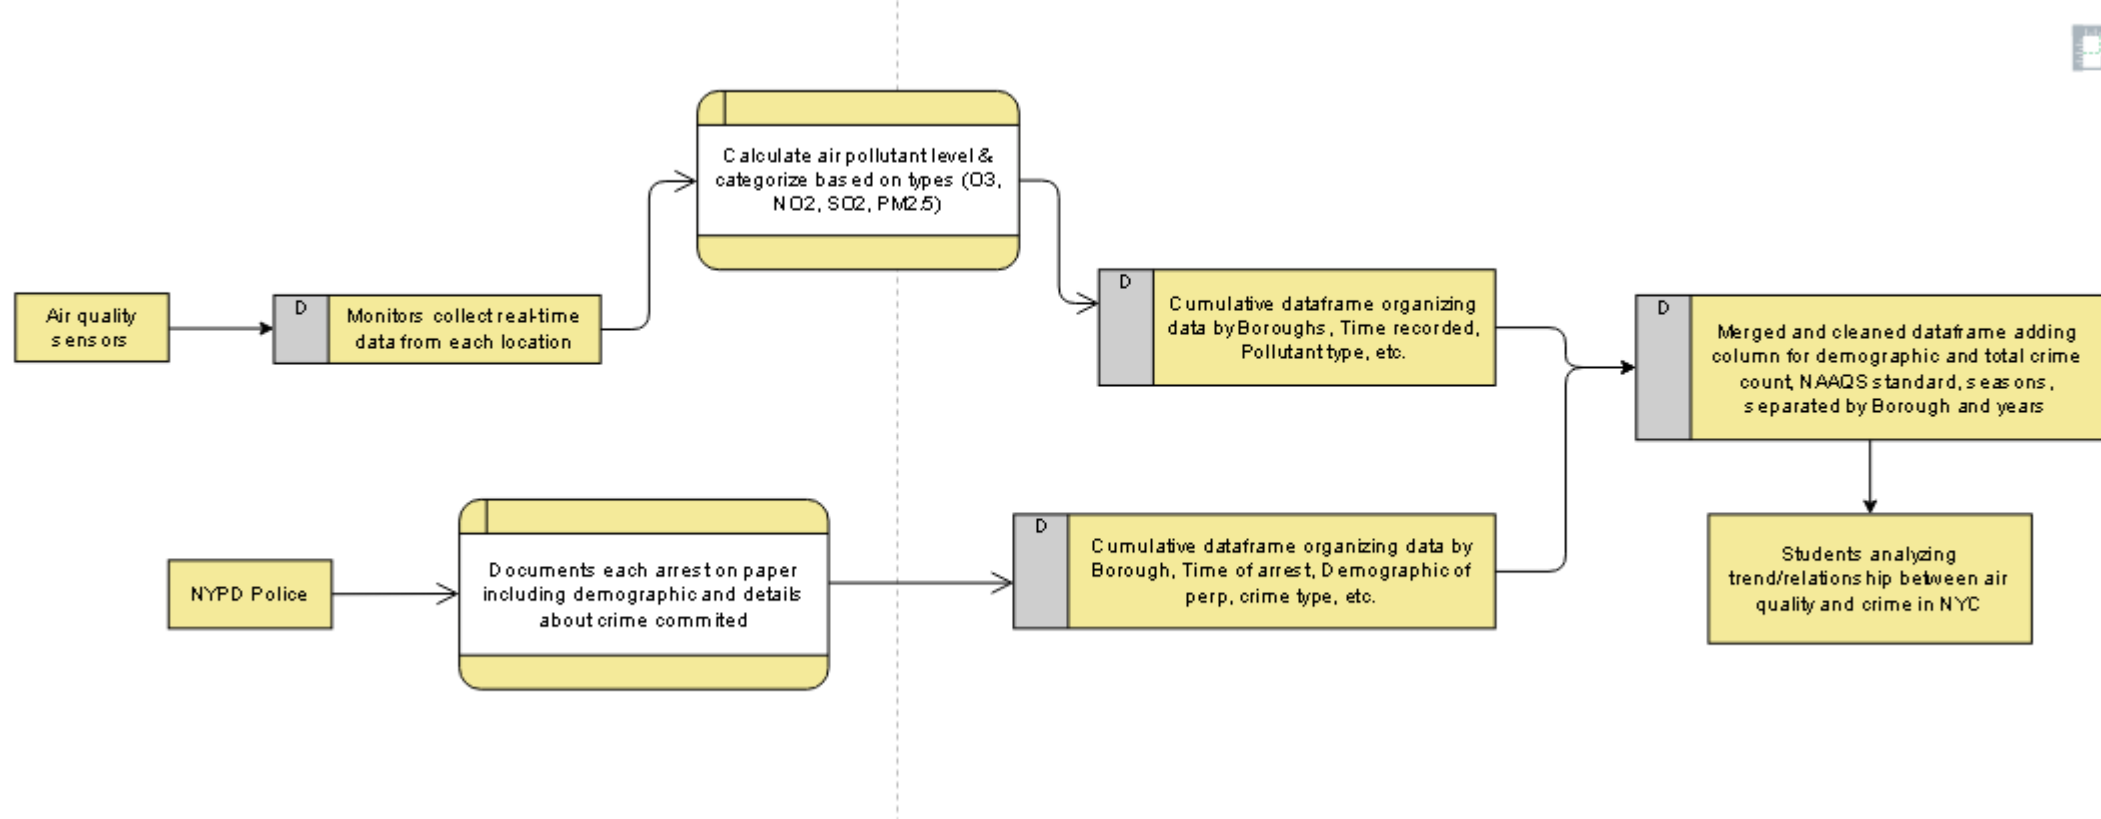 Calculate air pollutant level &
categorize based on types (O3,
NO2, SO2, PM2.5)
Air quality
sensors
D
Monitors collect real-time
data from each location
D
Cumulative dataframe organizing
data by Boroughs, Time recorded,
Pollutant type, etc.
D
Merged and cleaned dataframe adding
column for demographic and total crime
count, NAAQS standard, seasons,
separated by Borough and years
NYPD Police
Documents each arrest on paper
including demographic and details
about crime commited
D
Cumulative dataframe organizing data by
Borough, Time of arrest, Demographic of
perp, crime type, etc.
Students analyzing
trend/relationship between air
quality and crime in NYC